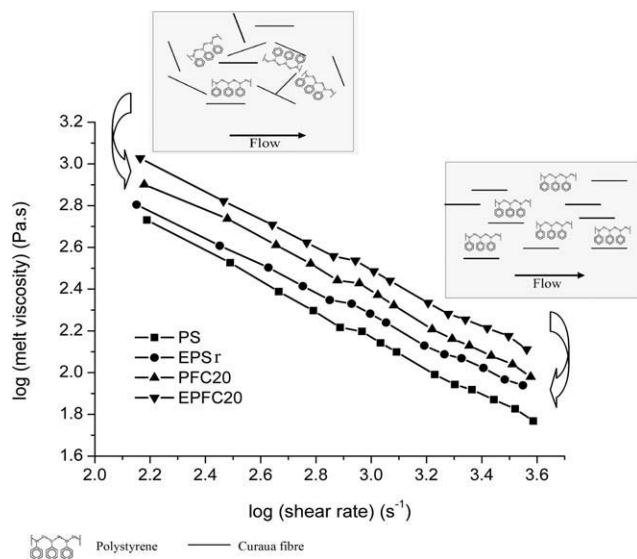 Flow
3.2
3.0
2.8
2.6
2.4
2.2
2.0
1.8
1.6
log (melt viscosity) (Pa.s)
Flow
PS
EPSr
PFC20
EPFC20
2.0 2.2 2.4 2.6 2.8 3.0 3.2 3.4 3.6
log (shear rate) (s⁻¹)
Polystyrene Curaua fibre